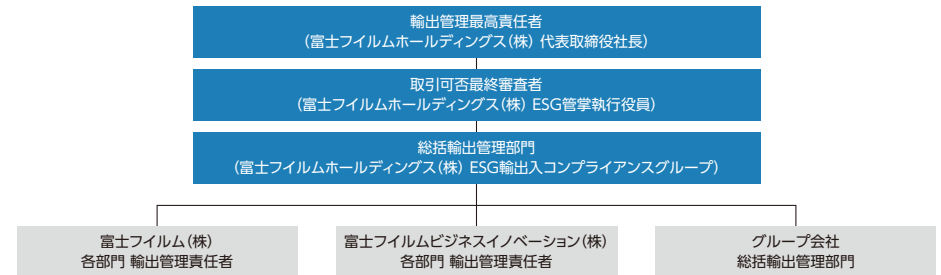 輸出管理最高責任者
（富士フイルムホールディングス（株） 代表取締役社長）
取引可否最終審査者
（富士フイルムホールディングス（株） ESG管掌執行役員）
総括輸出管理部門
（富士フイルムホールディングス（株） ESG輸出入コンプライアンスグループ）
富士フイルム（株）
各部門 輸出管理責任者
富士フイルムビジネスイノベーション（株）
各部門 輸出管理責任者
グループ会社
総括輸出管理部門